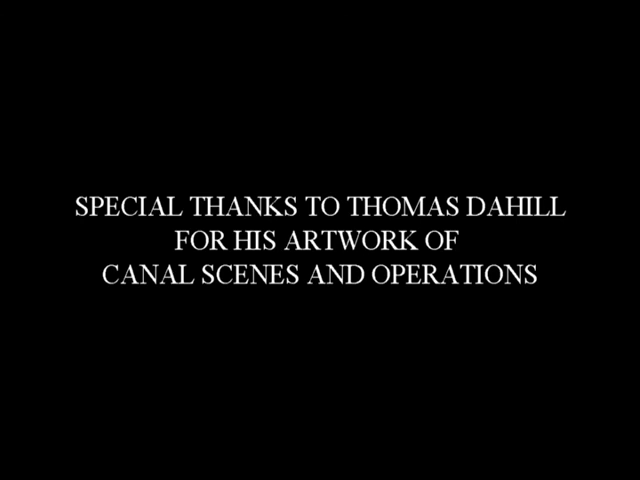 SPECIAL THANKS TO THOMAS DAHILL
FOR HIS ARTWORK OF
CANAL SCENES AND OPERATIONS